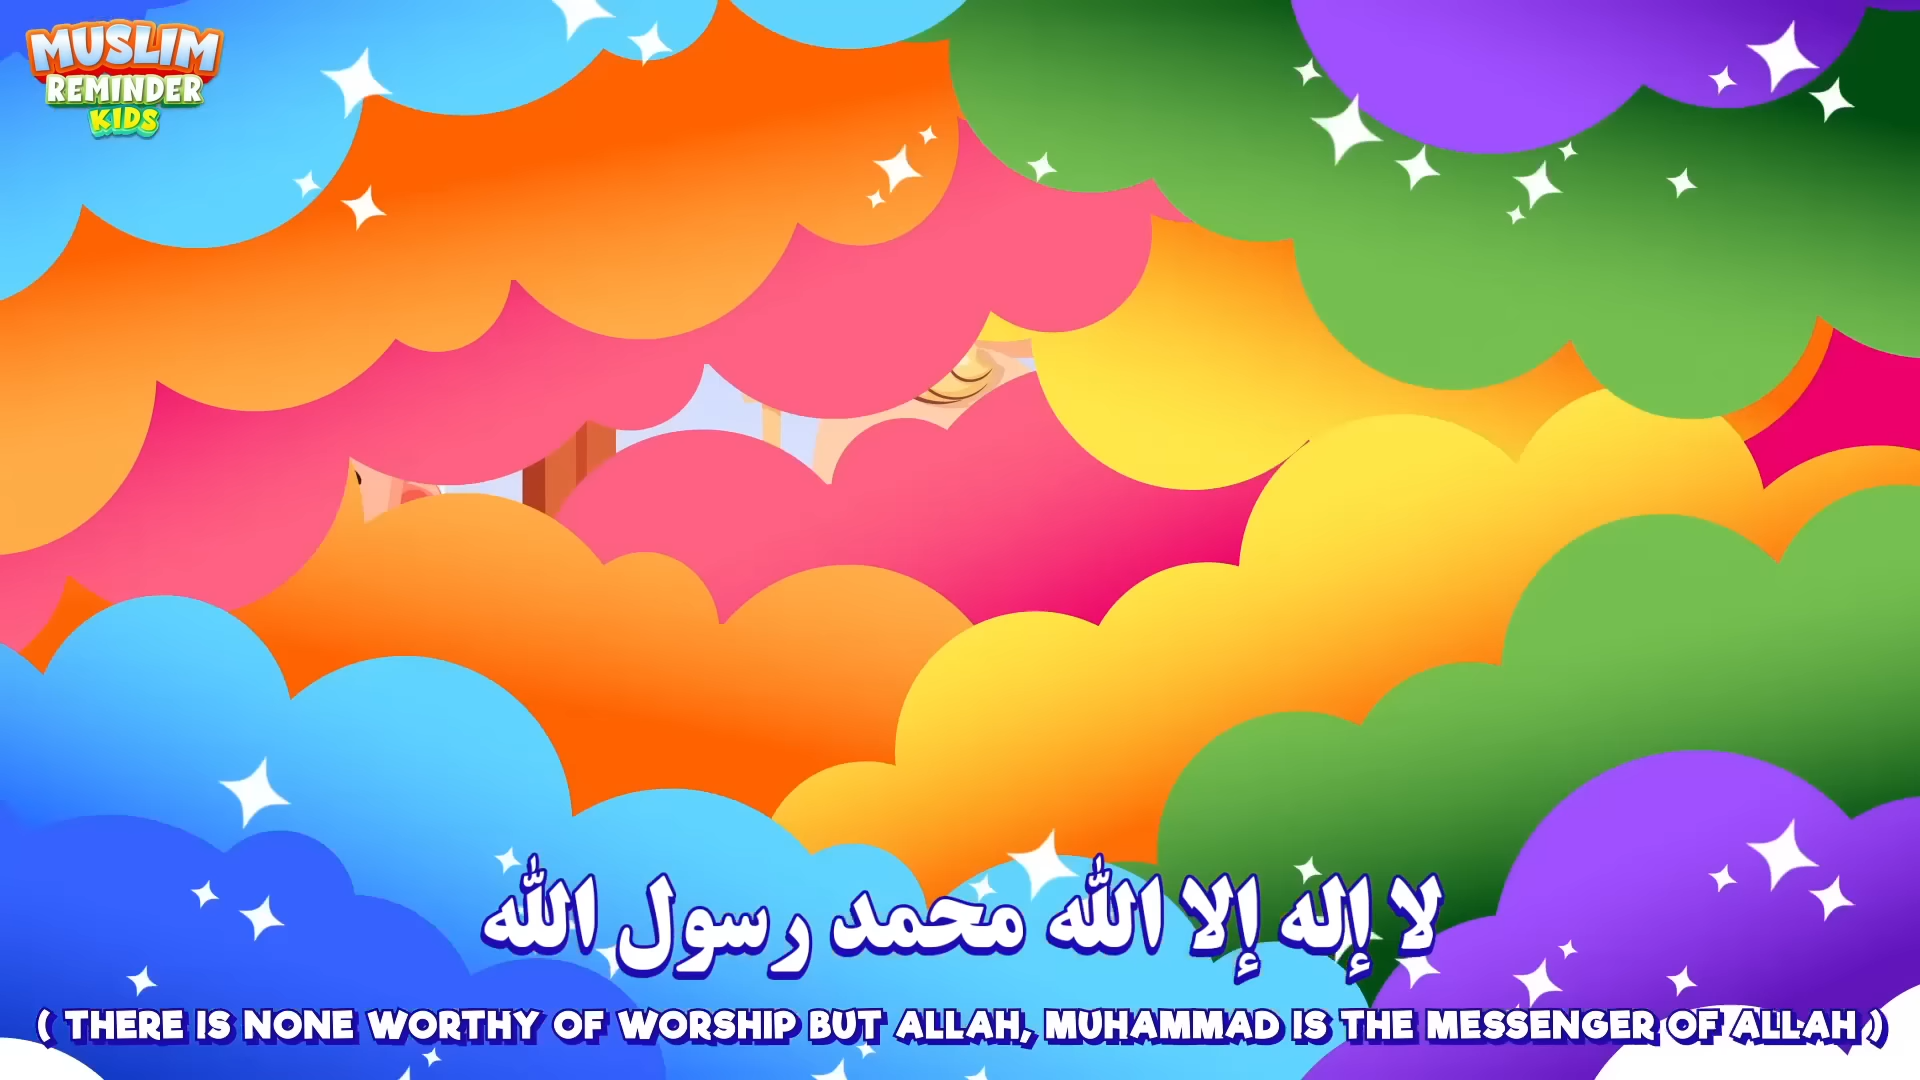 MUSLIM
REMINDER
KIDS
لا إله إلا الله محمد رسول الله
( THERE IS NONE WORTHY OF WORSHIP BUT ALLAH, MUHAMMAD IS THE MESSENGER OF ALLAH )